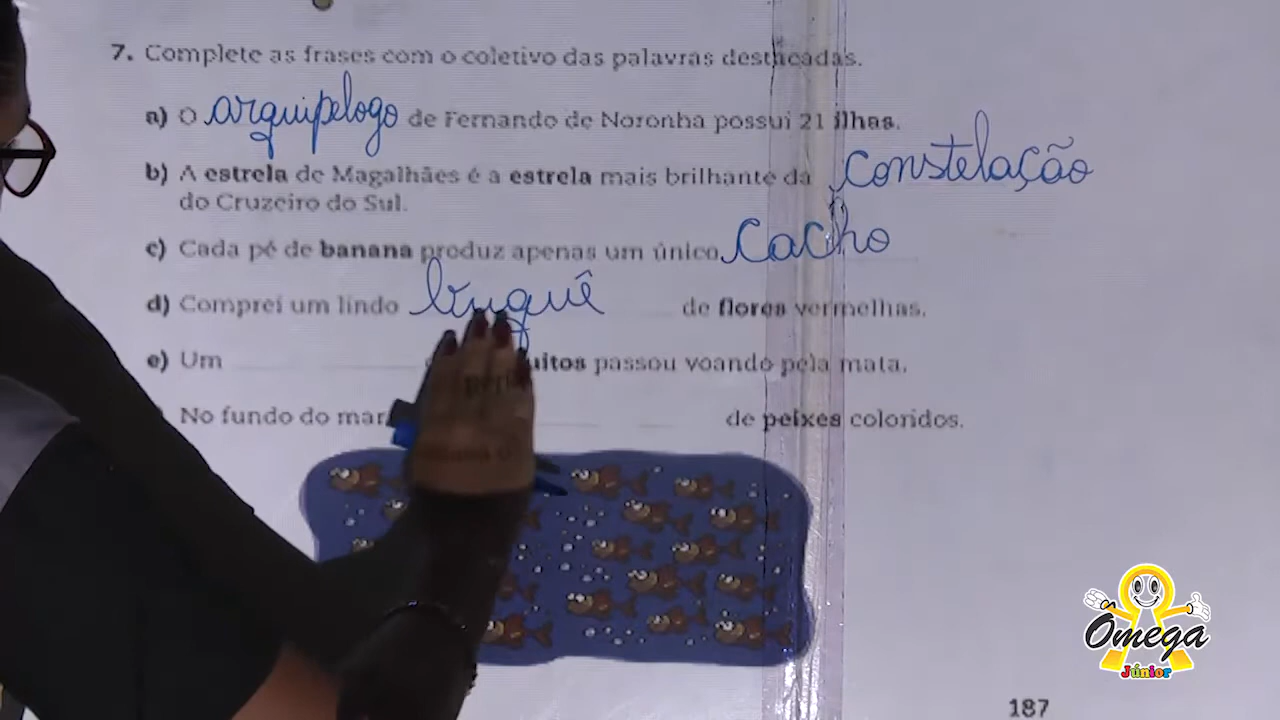 7. Complete as frases com o coletivo das palavras destacadas.
a) O arquipelogo de Fernando de Noronha possui 21 ilhas.
b) A estrela de Magalhães é a estrela mais brilhante da constelação
do Cruzeiro do Sul.
c) Cada pé de banana produz apenas um único cacho
d) Comprei um lindo buquê de flores vermelhas.
e) Um uitos passou voando pela mata.
No fundo do mar de peixes coloridos.
Ômega
Júnior
187